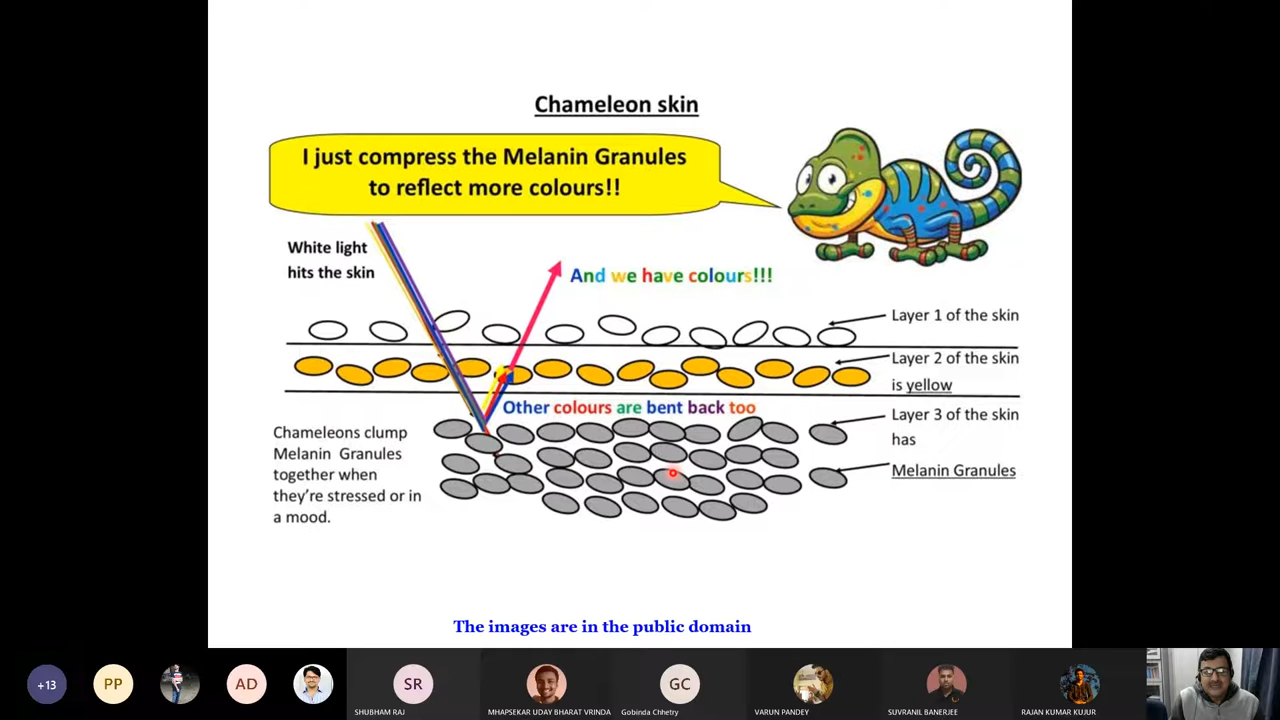 Chameleon skin
I just compress the Melanin Granules
to reflect more colours!!
White light
hits the skin
And we have colours!!!
Layer 1 of the skin
Layer 2 of the skin
is yellow
Other colours are bent back too
Layer 3 of the skin
has
Melanin Granules
Chameleons clump
Melanin Granules
together when
they're stressed or in
a mood.
The images are in the public domain
+13
PP
AD
SR
GC
SHUBHAM RAJ
MHAPSEKAR UDAY BHARAT VRINDA
Gobinda Chhetry
VARUN PANDEY
SUVRANIL BANERJEE
RAJAN KUMAR KUJUR